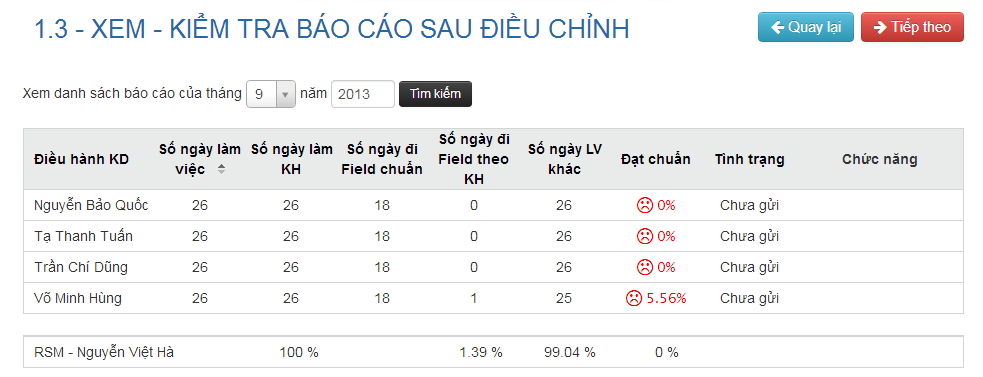 1.3 - XEM - KIỂM TRA BÁO CÁO SAU ĐIỀU CHỈNH
Quay lại
Tiếp theo
Xem danh sách báo cáo của tháng 9 năm 2013 Tìm kiếm
Điều hành KD Số ngày làm việc Số ngày làm KH Số ngày đi Field chuẩn Số ngày đi Field theo KH Số ngày LV khác Đạt chuẩn Tình trạng Chức năng
Nguyễn Bảo Quốc 26 26 18 0 26 0% Chưa gửi
Tạ Thanh Tuấn 26 26 18 0 26 0% Chưa gửi
Trần Chí Dũng 26 26 18 0 26 0% Chưa gửi
Võ Minh Hùng 26 26 18 1 25 5.56% Chưa gửi
RSM - Nguyễn Việt Hà 100 % 1.39 % 99.04 % 0 %